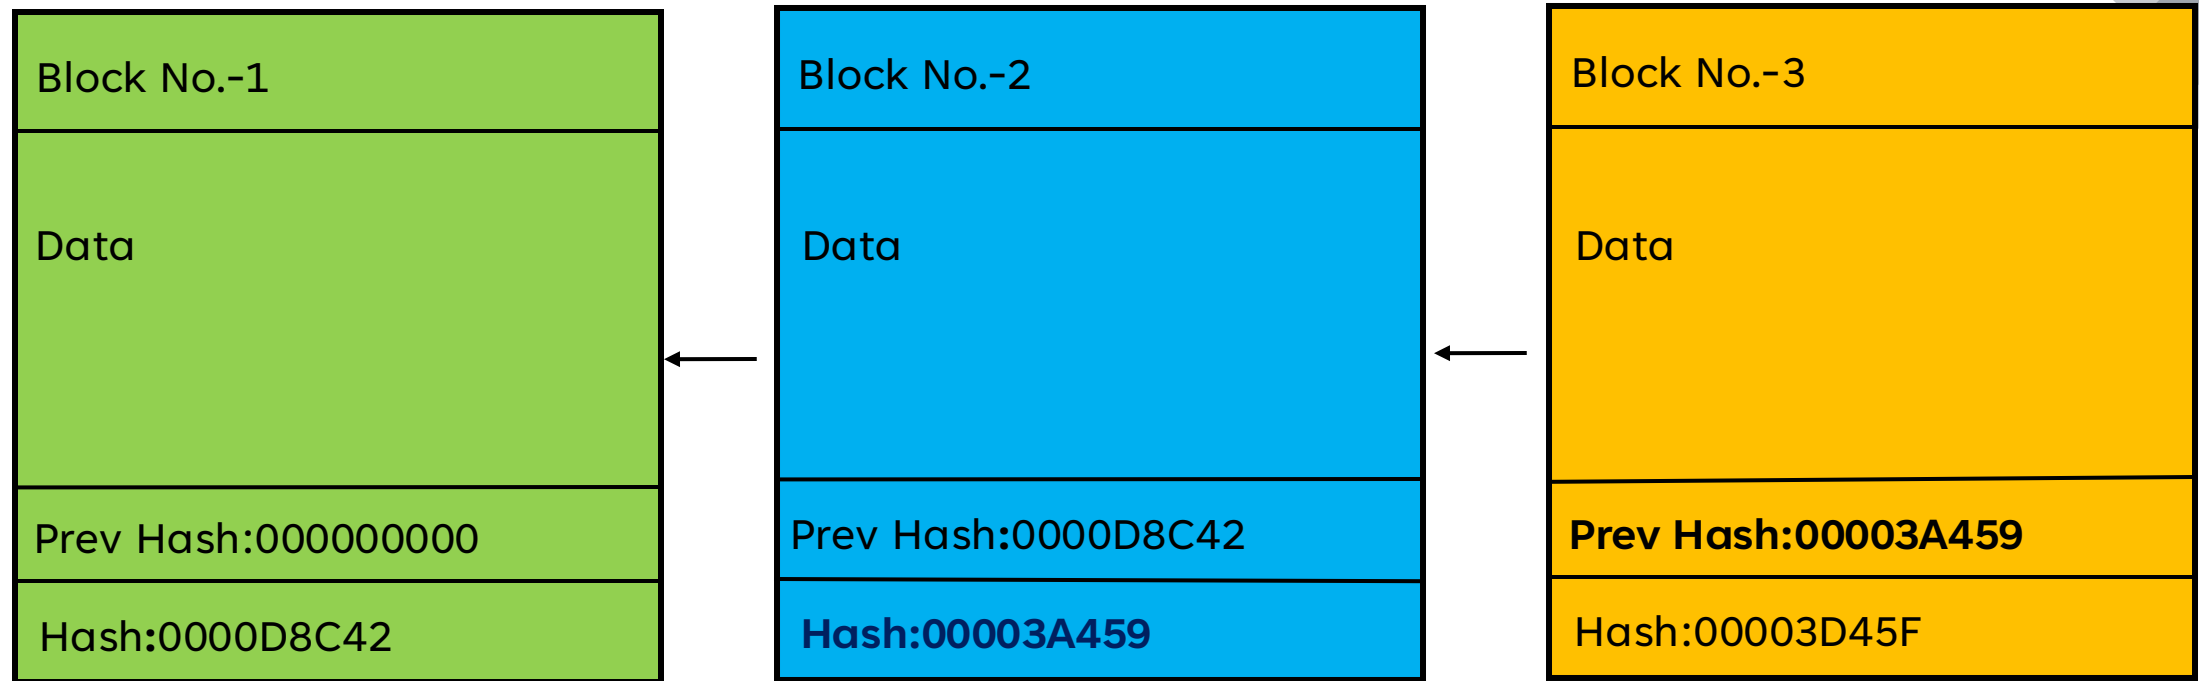 Block No.-1
Data
Prev Hash:000000000
Hash:0000D8C42
Block No.-2
Data
Prev Hash:0000D8C42
Hash:00003A459
Block No.-3
Data
Prev Hash:00003A459
Hash:00003D45F